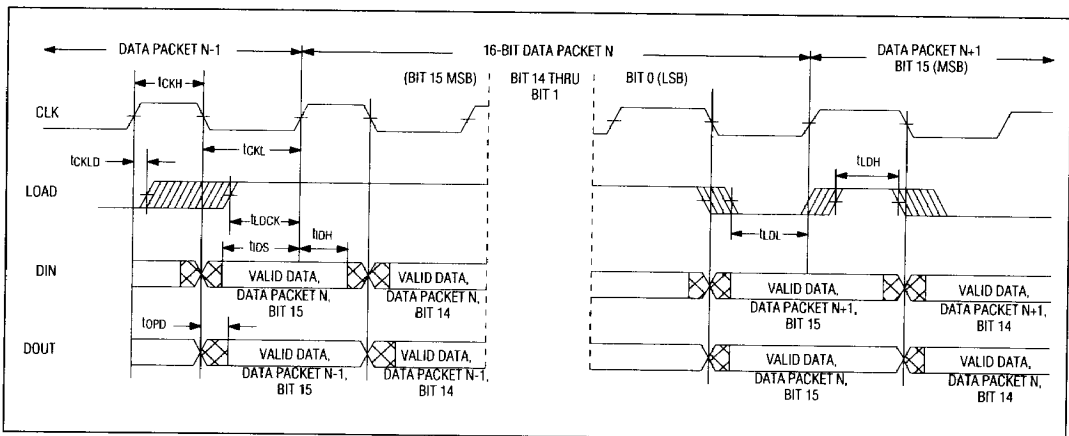 DATA PACKET N-1
16-BIT DATA PACKET N
DATA PACKET N+1
BIT 15 (MSB)
(BIT 15 MSB)
BIT 14 THRU
BIT 1
BIT 0 (LSB)
tCKH
CLK
tCKL
tCKLD
tLDH
LOAD
tLDCK
tLDL
tIDS
tIDH
DIN
VALID DATA,
DATA PACKET N,
BIT 15
VALID DATA,
DATA PACKET N,
BIT 14
VALID DATA,
DATA PACKET N+1,
BIT 15
VALID DATA,
DATA PACKET N+1,
BIT 14
tOPD
DOUT
VALID DATA,
DATA PACKET N-1,
BIT 15
VALID DATA,
DATA PACKET N-1,
BIT 14
VALID DATA,
DATA PACKET N,
BIT 15
VALID DATA,
DATA PACKET N,
BIT 14